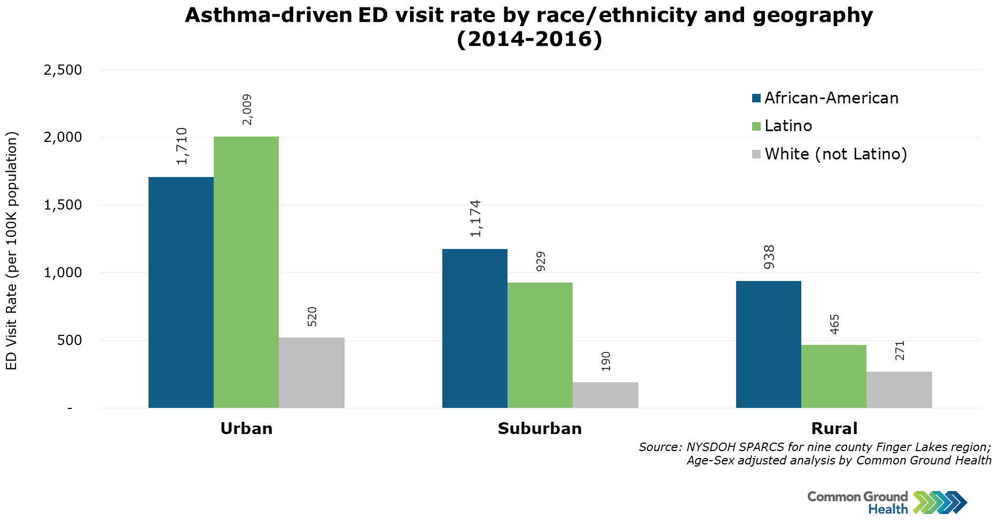 Asthma-driven ED visit rate by race/ethnicity and geography
(2014-2016)
ED Visit Rate (per 100K population)
2,500
2,000
1,500
1,000
500
-
African-American
Latino
White (not Latino)
1,710
2,009
520
1,174
929
190
938
465
271
Urban
Suburban
Rural
Source: NYSDOH SPARCS for nine county Finger Lakes region;
Age-Sex adjusted analysis by Common Ground Health
Common Ground
Health